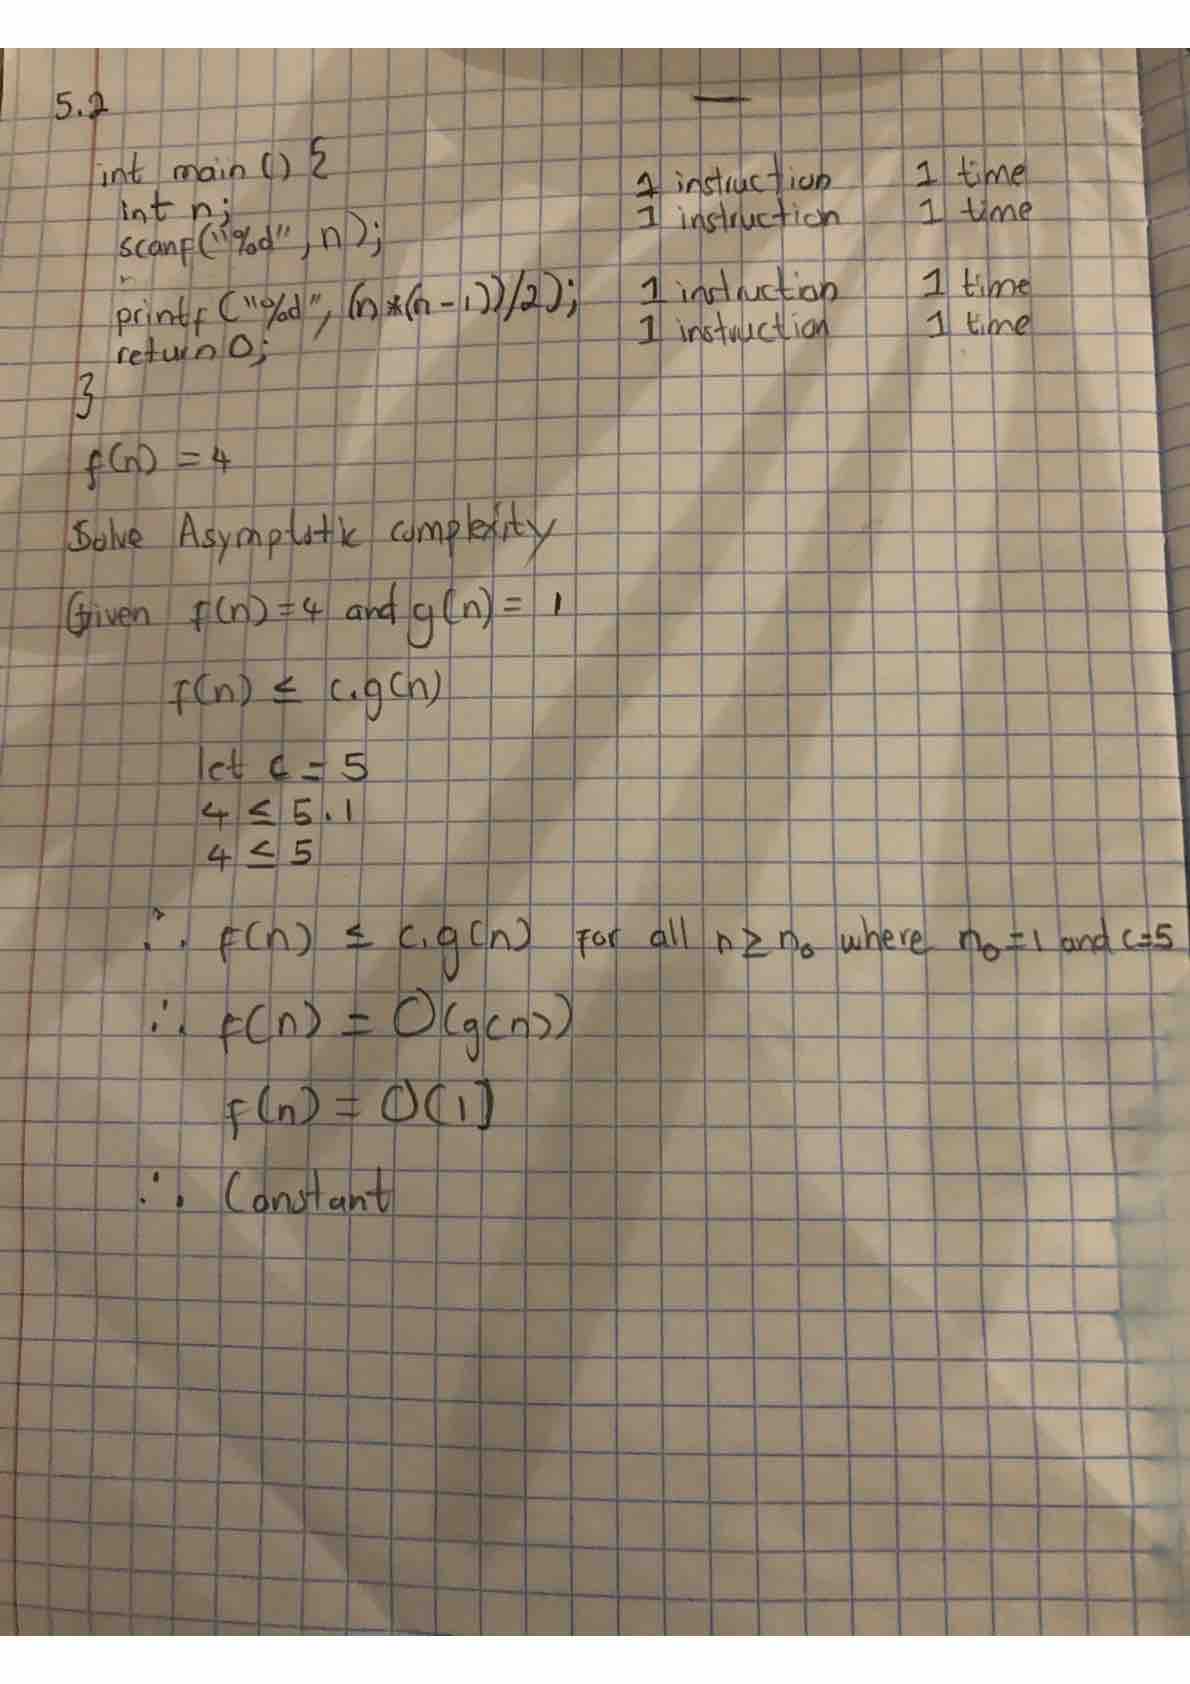 5.2
int main () {
int n; 1 instruction 1 time
scanf("%d", n); 1 instruction 1 time
printf ("%d", (n*(n-1))/2); 1 instruction 1 time
return 0; 1 instruction 1 time
}
f(n) = 4
Solve Asymptotic complexity
Given f(n)=4 and g(n) = 1
f(n) ≤ c.g(n)
let c = 5
4 ≤ 5.1
4 ≤ 5
∴ f(n) ≤ c.g(n) for all n ≥ n₀ where n₀ = 1 and c=5
∴ f(n) = O(g(n))
f(n) = O(1)
∴ Constant